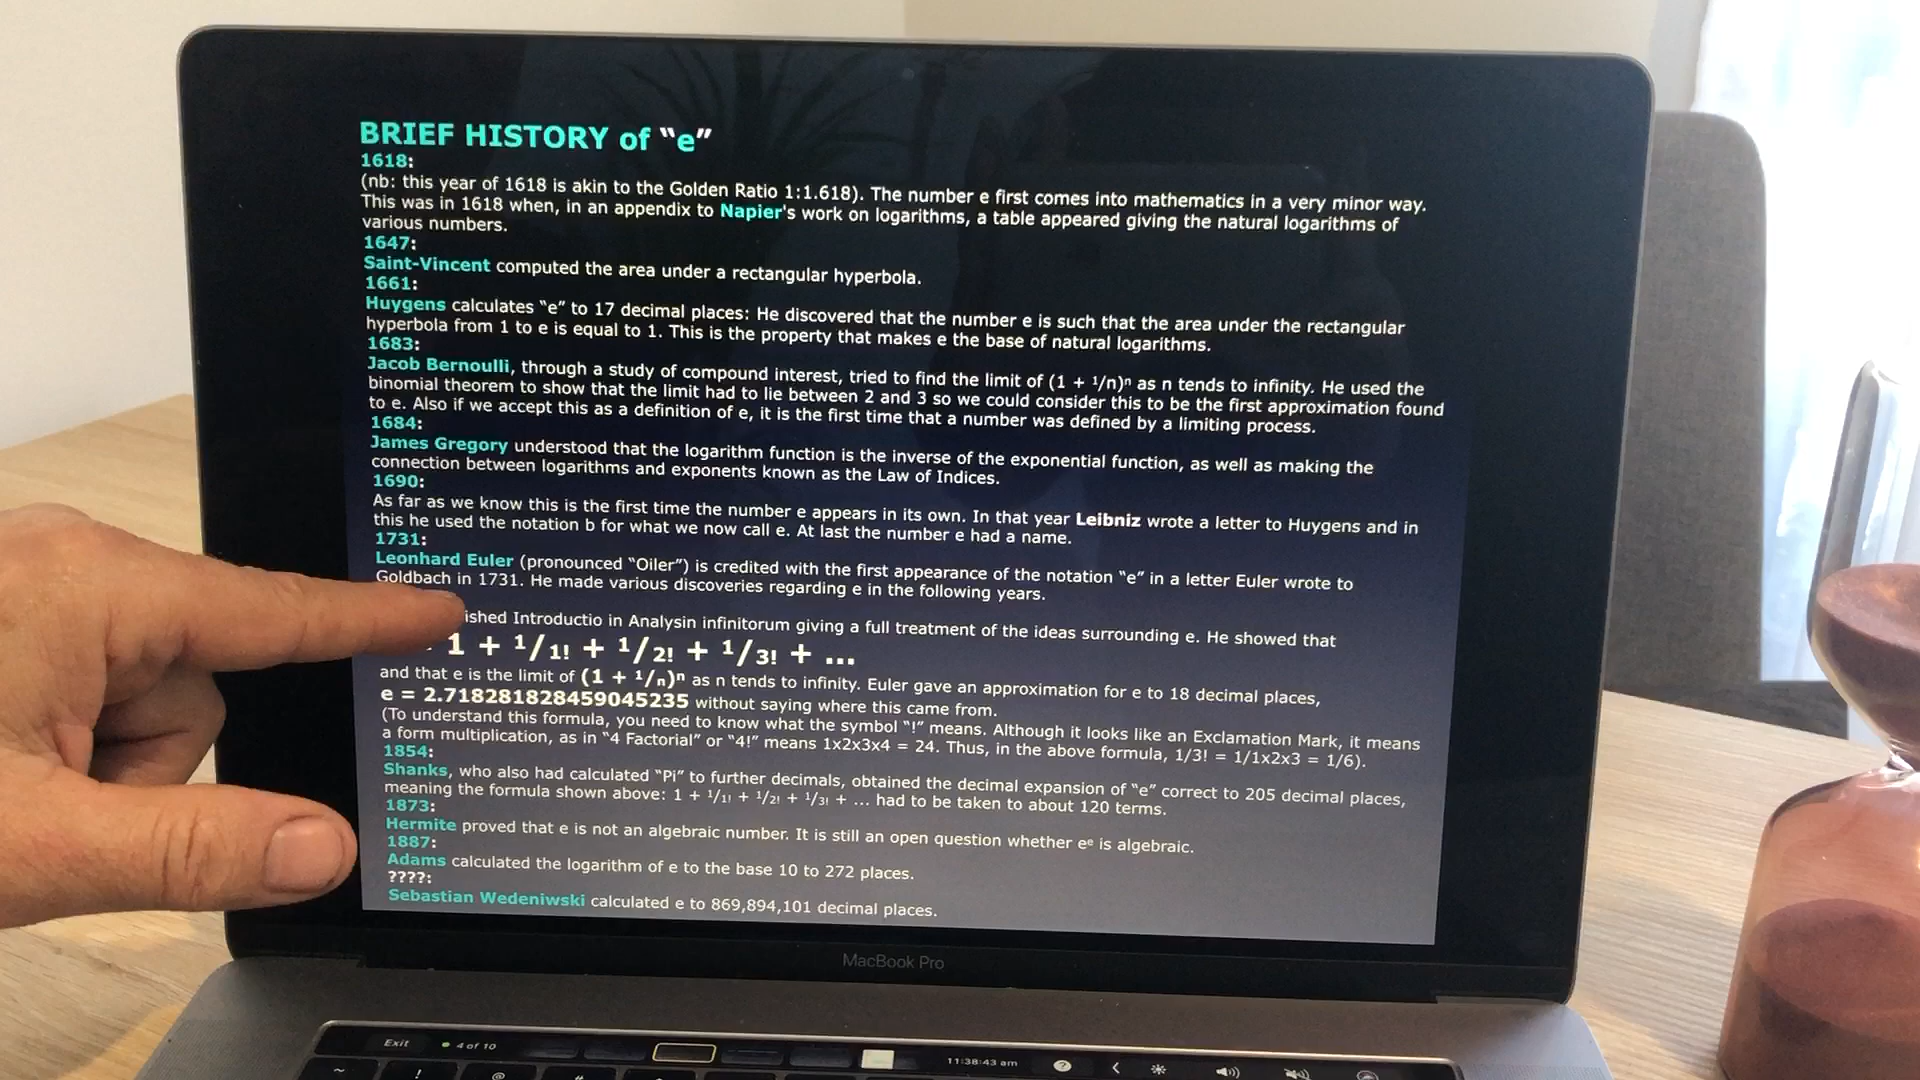 BRIEF HISTORY of “e”
1618:
(nb: this year of 1618 is akin to the Golden Ratio 1:1.618). The number e first comes into mathematics in a very minor way.
This was in 1618 when, in an appendix to Napier's work on logarithms, a table appeared giving the natural logarithms of
various numbers.
1647:
Saint-Vincent computed the area under a rectangular hyperbola.
1661:
Huygens calculates “e” to 17 decimal places: He discovered that the number e is such that the area under the rectangular
hyperbola from 1 to e is equal to 1. This is the property that makes e the base of natural logarithms.
1683:
Jacob Bernoulli, through a study of compound interest, tried to find the limit of (1 + ¹/n)ⁿ as n tends to infinity. He used the
binomial theorem to show that the limit had to lie between 2 and 3 so we could consider this to be the first approximation found
to e. Also if we accept this as a definition of e, it is the first time that a number was defined by a limiting process.
1684:
James Gregory understood that the logarithm function is the inverse of the exponential function, as well as making the
connection between logarithms and exponents known as the Law of Indices.
1690:
As far as we know this is the first time the number e appears in its own. In that year Leibniz wrote a letter to Huygens and in
this he used the notation b for what we now call e. At last the number e had a name.
1731:
Leonhard Euler (pronounced “Oiler”) is credited with the first appearance of the notation “e” in a letter Euler wrote to
Goldbach in 1731. He made various discoveries regarding e in the following years.
ished Introductio in Analysin infinitorum giving a full treatment of the ideas surrounding e. He showed that
1 + ¹/1! + ¹/2! + ¹/3! + ...
and that e is the limit of (1 + ¹/n)ⁿ as n tends to infinity. Euler gave an approximation for e to 18 decimal places,
e = 2.718281828459045235 without saying where this came from.
(To understand this formula, you need to know what the symbol “!” means. Although it looks like an Exclamation Mark, it means
a form multiplication, as in “4 Factorial” or “4!” means 1x2x3x4 = 24. Thus, in the above formula, 1/3! = 1/1x2x3 = 1/6).
1854:
Shanks, who also had calculated “Pi” to further decimals, obtained the decimal expansion of “e” correct to 205 decimal places,
meaning the formula shown above: 1 + ¹/1! + ¹/2! + ¹/3! + ... had to be taken to about 120 terms.
1873:
Hermite proved that e is not an algebraic number. It is still an open question whether eᵉ is algebraic.
1887:
Adams calculated the logarithm of e to the base 10 to 272 places.
????:
Sebastian Wedeniwski calculated e to 869,894,101 decimal places.
MacBook Pro
Exit 4 of 10 11:38:43 am ?
~ ! @ #